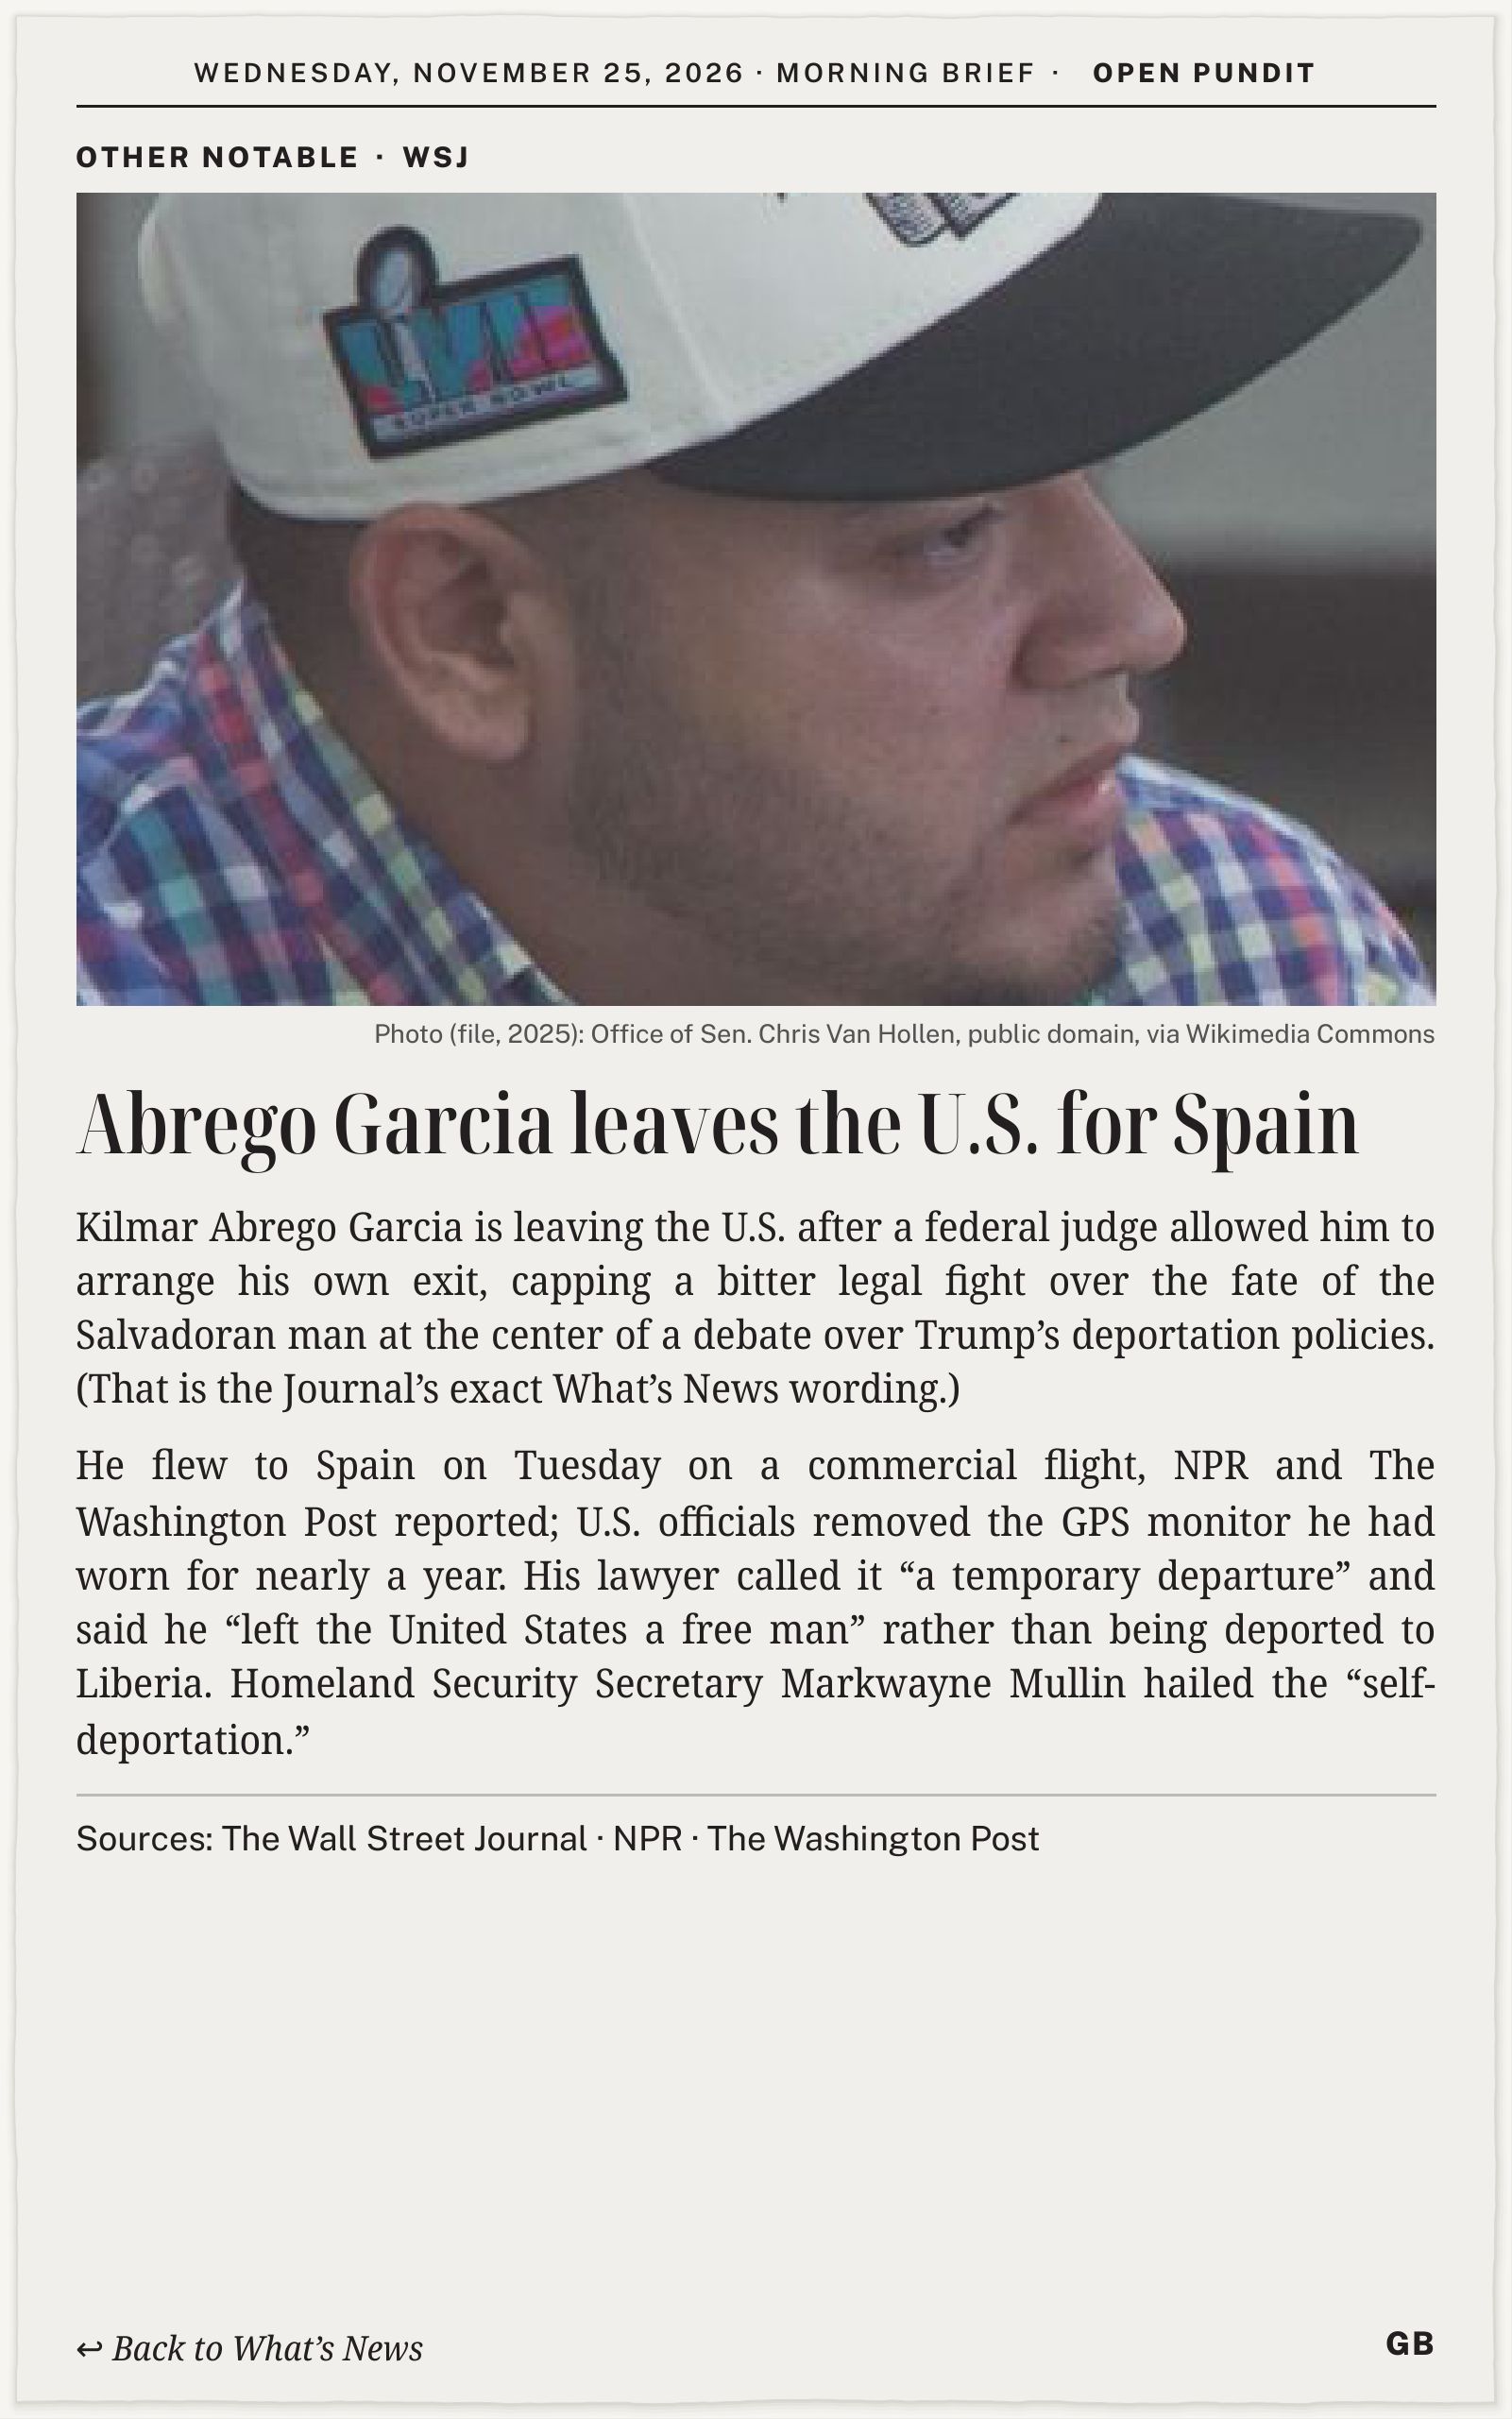 WEDNESDAY, NOVEMBER 25, 2026 · MORNING BRIEF · OPEN PUNDIT
OTHER NOTABLE · WSJ
LVII
SUPER BOWL
Photo (file, 2025): Office of Sen. Chris Van Hollen, public domain, via Wikimedia Commons
Abrego Garcia leaves the U.S. for Spain
Kilmar Abrego Garcia is leaving the U.S. after a federal judge allowed him to
arrange his own exit, capping a bitter legal fight over the fate of the
Salvadoran man at the center of a debate over Trump’s deportation policies.
(That is the Journal’s exact What’s News wording.)
He flew to Spain on Tuesday on a commercial flight, NPR and The
Washington Post reported; U.S. officials removed the GPS monitor he had
worn for nearly a year. His lawyer called it “a temporary departure” and
said he “left the United States a free man” rather than being deported to
Liberia. Homeland Security Secretary Markwayne Mullin hailed the “self-
deportation.”
Sources: The Wall Street Journal · NPR · The Washington Post
↩ Back to What’s News
GB